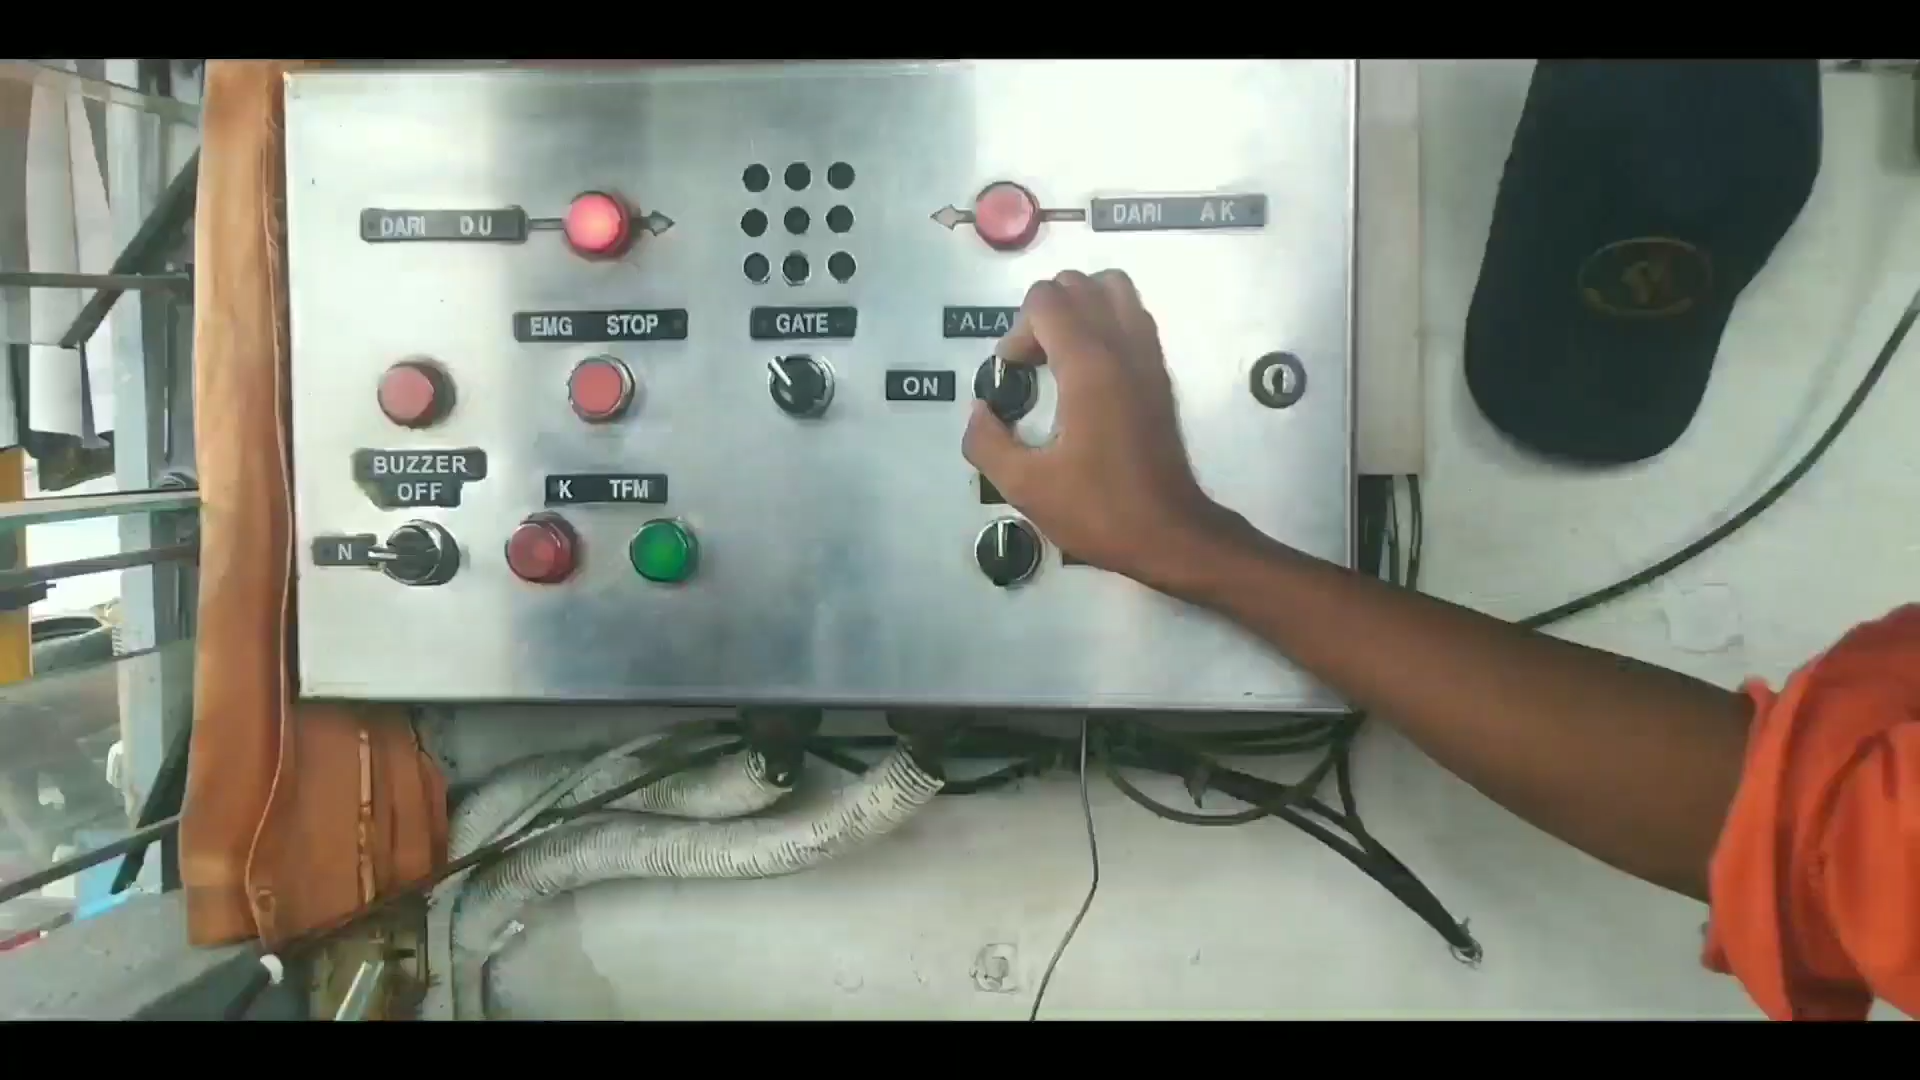 DARI DU
DARI AK
EMG STOP
GATE
ALA
ON
BUZZER
OFF
K TFM
N